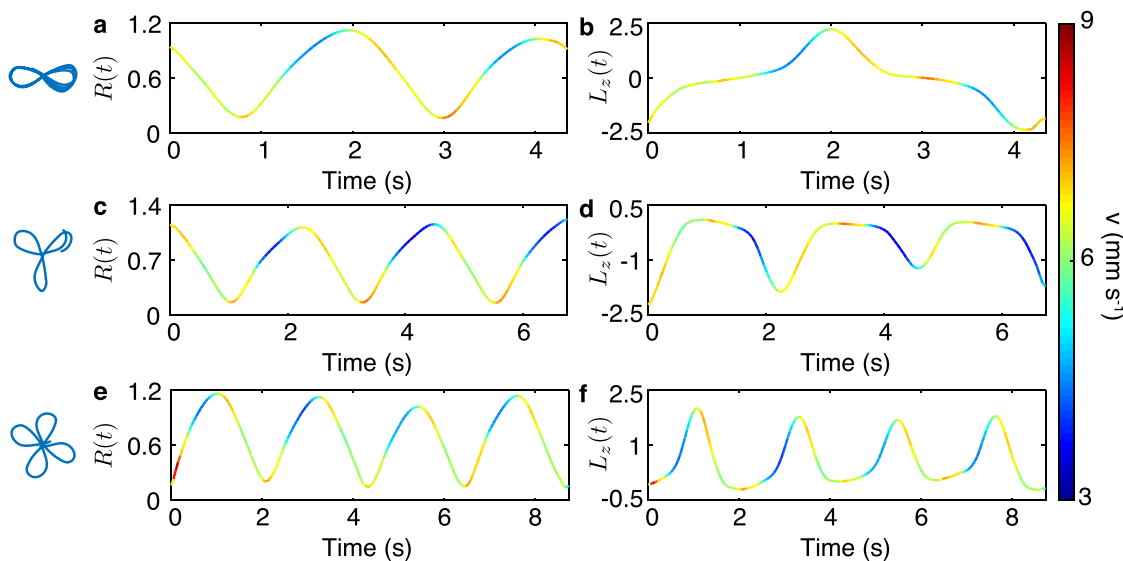 a
R(t)
1.2
0.6
0
0 1 2 3 4
Time (s)
b
L_z(t)
2.5
0
-2.5
0 1 2 3 4
Time (s)
c
R(t)
1.4
0.7
0
0 2 4 6
Time (s)
d
L_z(t)
0.5
-1
-2.5
0 2 4 6
Time (s)
e
R(t)
1.2
0.6
0
0 2 4 6 8
Time (s)
f
L_z(t)
2.5
1
-0.5
0 2 4 6 8
Time (s)
9
6
3
v (mm s⁻¹)